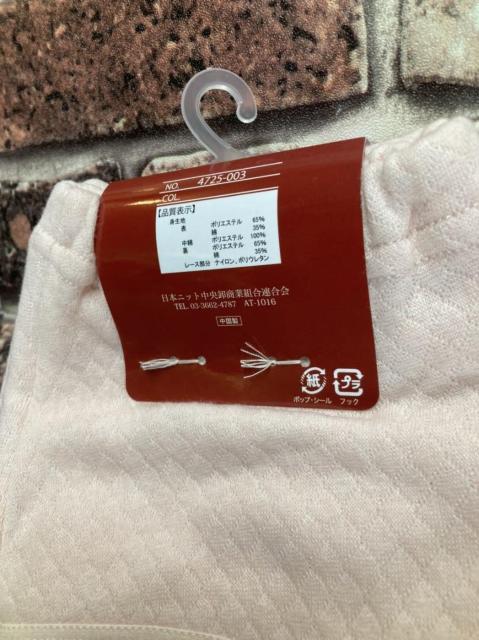 NO. 4725-003
COL.
【品質表示】
身生地
表 ポリエステル 65%
綿 35%
中綿 ポリエステル 100%
裏 ポリエステル 65%
綿 35%
レース部分 ナイロン、ポリウレタン
日本ニット中央卸商業組合連合会
TEL. 03-3662-4787 AT-1016
中国製
紙 プラ
ポップ・シール フック